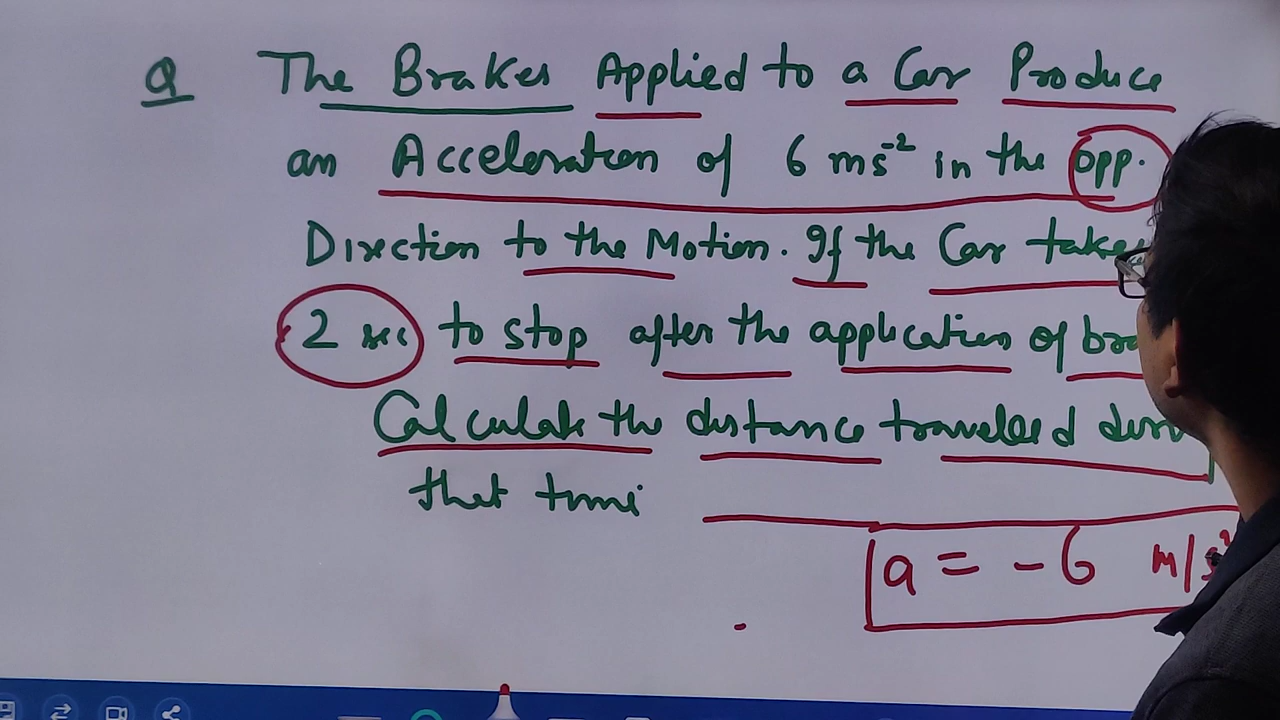 Q The Brakes Applied to a Car Produce
an Acceleration of 6 ms⁻² in the opp.
Direction to the Motion. If the Car
2 sec to stop after the application of
Calculate the distance travelled
that time
a = -6 m/s²